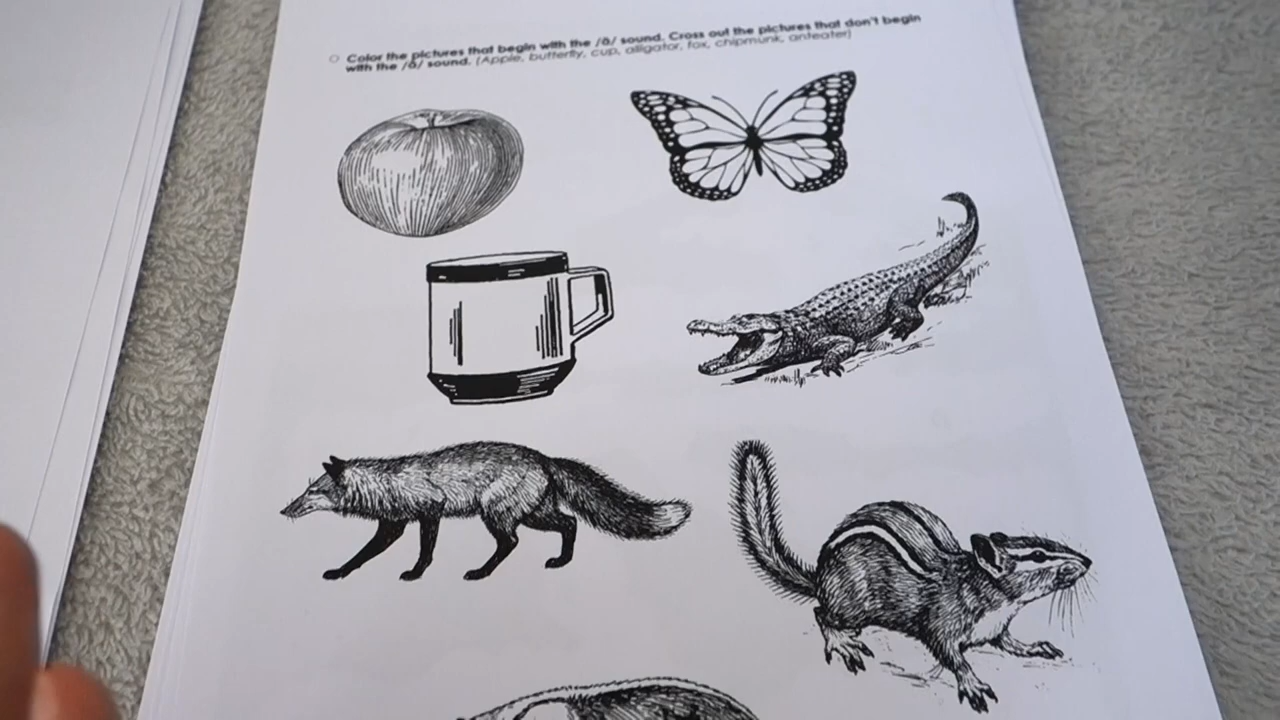 Color the pictures that begin with the /ă/ sound. Cross out the pictures that don't begin
with the /ă/ sound. (Apple, butterfly, cup, alligator, fox, chipmunk, anteater)